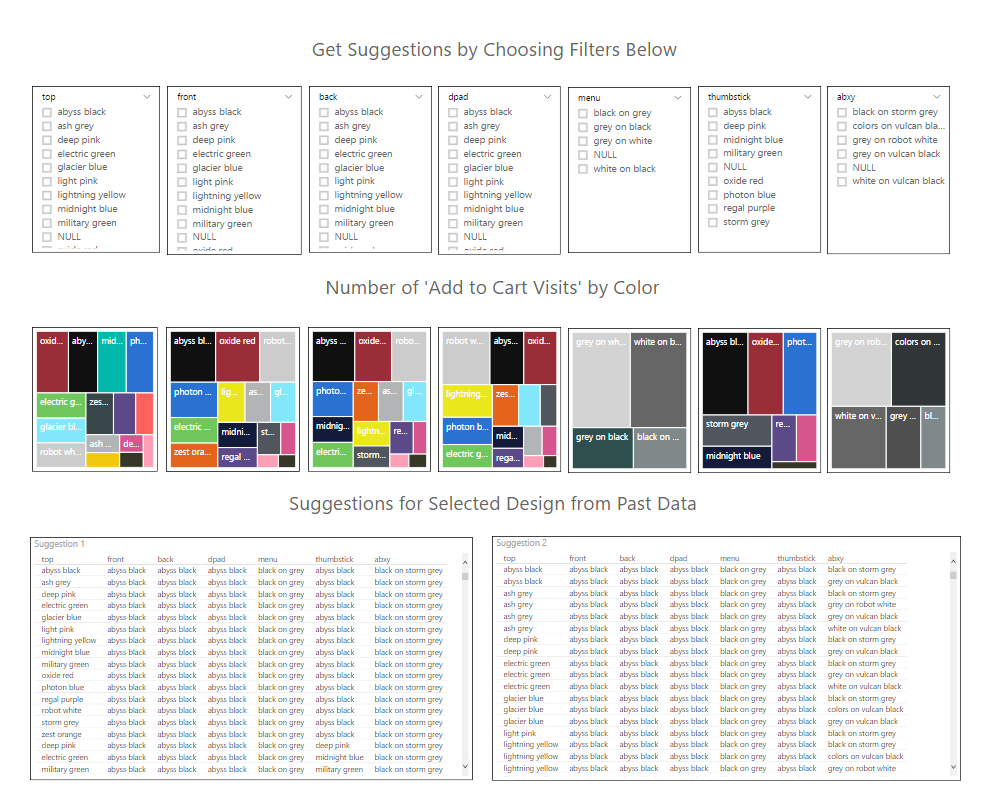 Get Suggestions by Choosing Filters Below
top
abyss black
ash grey
deep pink
electric green
glacier blue
light pink
lightning yellow
midnight blue
military green
NULL
front
abyss black
ash grey
deep pink
electric green
glacier blue
light pink
lightning yellow
midnight blue
military green
NULL
oxide red
back
abyss black
ash grey
deep pink
electric green
glacier blue
light pink
lightning yellow
midnight blue
military green
NULL
dpad
abyss black
ash grey
deep pink
electric green
glacier blue
light pink
lightning yellow
midnight blue
military green
NULL
menu
black on grey
grey on black
grey on white
NULL
white on black
thumbstick
abyss black
deep pink
midnight blue
military green
NULL
oxide red
photon blue
regal purple
storm grey
abxy
black on storm grey
colors on vulcan bla...
grey on robot white
grey on vulcan black
NULL
white on vulcan black
Number of 'Add to Cart Visits' by Color
oxid... aby... mid... ph...
electric g... zes...
glacier bl...
ash ... de...
robot wh...
abyss bl... oxide red robot...
photon ... lig... as... gl...
electric ... midni... st...
zest ora... regal ...
abyss ... oxide... robo...
photo... ze... as... gl...
midnig... lightn... re...
electri... storm...
robot w... abys... oxid...
lightning... zes...
photon b... mid...
electric g... rega...
grey on wh... white on b...
grey on black black on ...
abyss bl... oxide... phot...
storm grey re...
midnight blue
grey on rob... colors on ...
white on v... grey ... bl...
Suggestions for Selected Design from Past Data
Suggestion 1
top front back dpad menu thumbstick abxy
abyss black abyss black abyss black abyss black black on grey abyss black black on storm grey
ash grey abyss black abyss black abyss black black on grey abyss black black on storm grey
deep pink abyss black abyss black abyss black black on grey abyss black black on storm grey
electric green abyss black abyss black abyss black black on grey abyss black black on storm grey
glacier blue abyss black abyss black abyss black black on grey abyss black black on storm grey
light pink abyss black abyss black abyss black black on grey abyss black black on storm grey
lightning yellow abyss black abyss black abyss black black on grey abyss black black on storm grey
midnight blue abyss black abyss black abyss black black on grey abyss black black on storm grey
military green abyss black abyss black abyss black black on grey abyss black black on storm grey
oxide red abyss black abyss black abyss black black on grey abyss black black on storm grey
photon blue abyss black abyss black abyss black black on grey abyss black black on storm grey
regal purple abyss black abyss black abyss black black on grey abyss black black on storm grey
robot white abyss black abyss black abyss black black on grey abyss black black on storm grey
storm grey abyss black abyss black abyss black black on grey abyss black black on storm grey
zest orange abyss black abyss black abyss black black on grey abyss black black on storm grey
deep pink abyss black abyss black abyss black black on grey deep pink black on storm grey
electric green abyss black abyss black abyss black black on grey midnight blue black on storm grey
military green abyss black abyss black abyss black black on grey military green black on storm grey
Suggestion 2
top front back dpad menu thumbstick abxy
abyss black abyss black abyss black abyss black black on grey abyss black black on storm grey
abyss black abyss black abyss black abyss black black on grey abyss black grey on vulcan black
ash grey abyss black abyss black abyss black black on grey abyss black black on storm grey
ash grey abyss black abyss black abyss black black on grey abyss black grey on robot white
ash grey abyss black abyss black abyss black black on grey abyss black grey on vulcan black
ash grey abyss black abyss black abyss black black on grey abyss black white on vulcan black
deep pink abyss black abyss black abyss black black on grey abyss black black on storm grey
deep pink abyss black abyss black abyss black black on grey abyss black grey on vulcan black
electric green abyss black abyss black abyss black black on grey abyss black black on storm grey
electric green abyss black abyss black abyss black black on grey abyss black grey on vulcan black
electric green abyss black abyss black abyss black black on grey abyss black white on vulcan black
glacier blue abyss black abyss black abyss black black on grey abyss black black on storm grey
glacier blue abyss black abyss black abyss black black on grey abyss black colors on vulcan black
glacier blue abyss black abyss black abyss black black on grey abyss black grey on vulcan black
light pink abyss black abyss black abyss black black on grey abyss black black on storm grey
lightning yellow abyss black abyss black abyss black black on grey abyss black black on storm grey
lightning yellow abyss black abyss black abyss black black on grey abyss black colors on vulcan black
lightning yellow abyss black abyss black abyss black black on grey abyss black grey on robot white